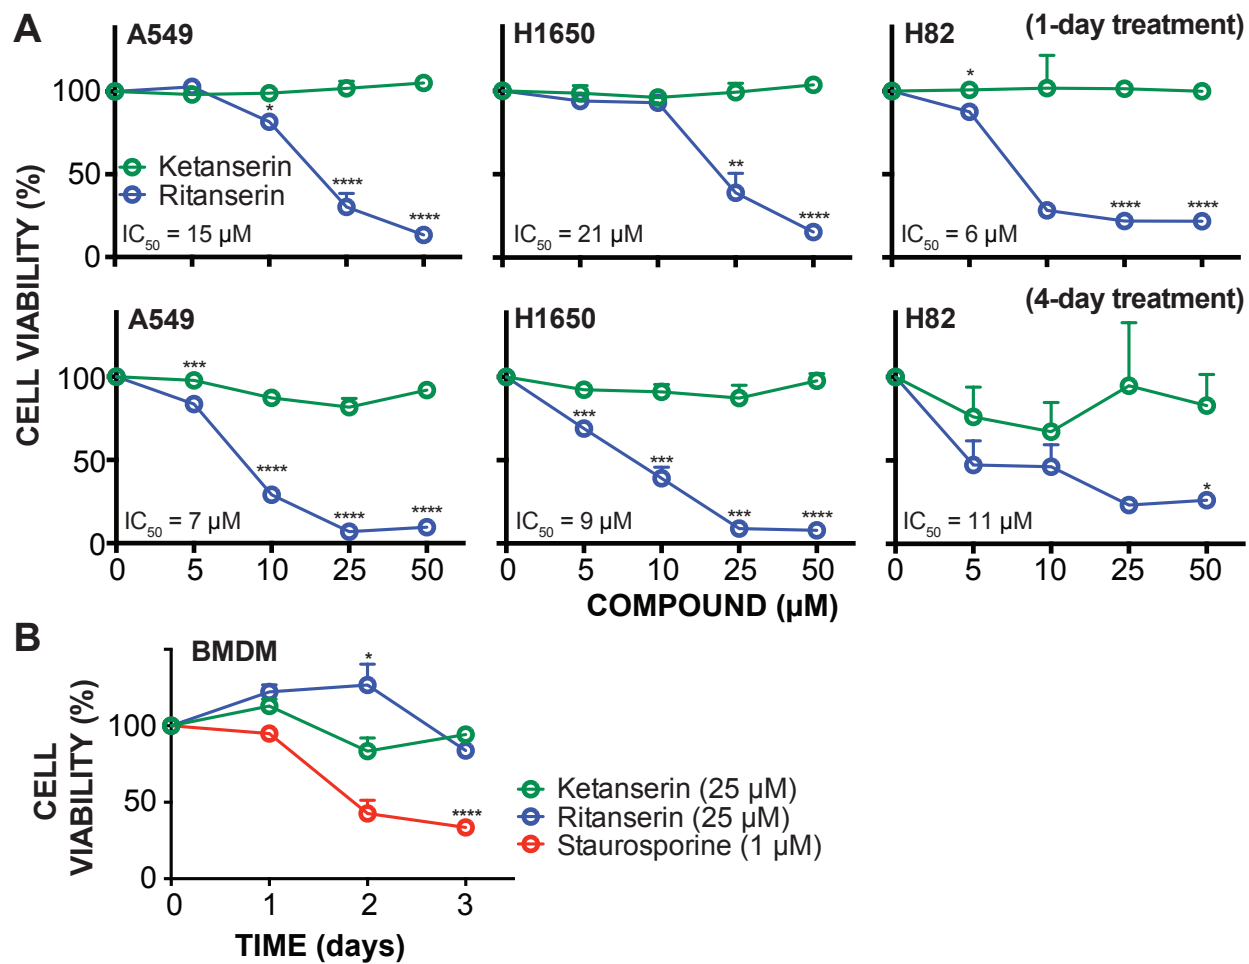 A
A549
H1650
H82
(1-day treatment)
CELL VIABILITY (%)
100
50
0
Ketanserin
Ritanserin
*
****
****
**
****
*
****
****
IC50 = 15 µM
IC50 = 21 µM
IC50 = 6 µM
(4-day treatment)
A549
H1650
H82
100
50
0
***
****
****
****
***
***
***
****
*
IC50 = 7 µM
IC50 = 9 µM
IC50 = 11 µM
0 5 10 25 50
0 5 10 25 50
0 5 10 25 50
COMPOUND (µM)
B
BMDM
CELL
VIABILITY (%)
100
50
0
*
****
Ketanserin (25 µM)
Ritanserin (25 µM)
Staurosporine (1 µM)
0 1 2 3
TIME (days)